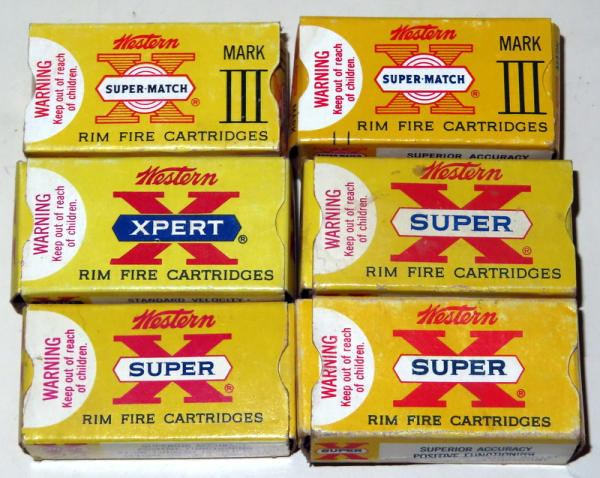 Western
SUPER-MATCH
®
MARK
III
WARNING
Keep out of reach
of children.
RIM FIRE CARTRIDGES
Western
SUPER-MATCH
®
MARK
III
WARNING
Keep out of reach
of children.
RIM FIRE CARTRIDGES
SUPERIOR ACCURACY
Western
X
XPERT
®
WARNING
Keep out of reach
of children.
RIM FIRE CARTRIDGES
STANDARD VELOCITY
Western
X
SUPER
®
WARNING
Keep out of reach
of children.
RIM FIRE CARTRIDGES
Western
X
SUPER
®
WARNING
Keep out of reach
of children.
RIM FIRE CARTRIDGES
Western
X
SUPER
®
WARNING
Keep out of reach
of children.
RIM FIRE CARTRIDGES
SUPER
SUPERIOR ACCURACY
POSITIVE FUNCTIONING